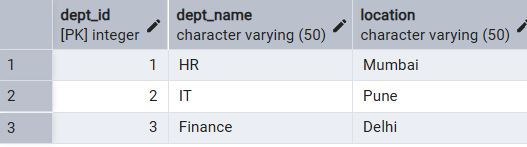 dept_id dept_name location
[PK] integer character varying (50) character varying (50)
1 1 HR Mumbai
2 2 IT Pune
3 3 Finance Delhi